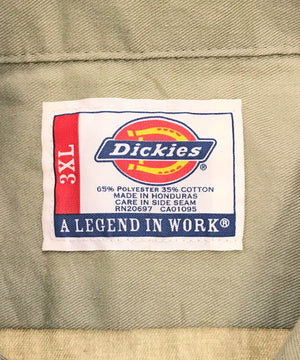 Dickies®
3XL
65% POLYESTER 35% COTTON
MADE IN HONDURAS
CARE IN SIDE SEAM
RN20697 CA01095
A LEGEND IN WORK®